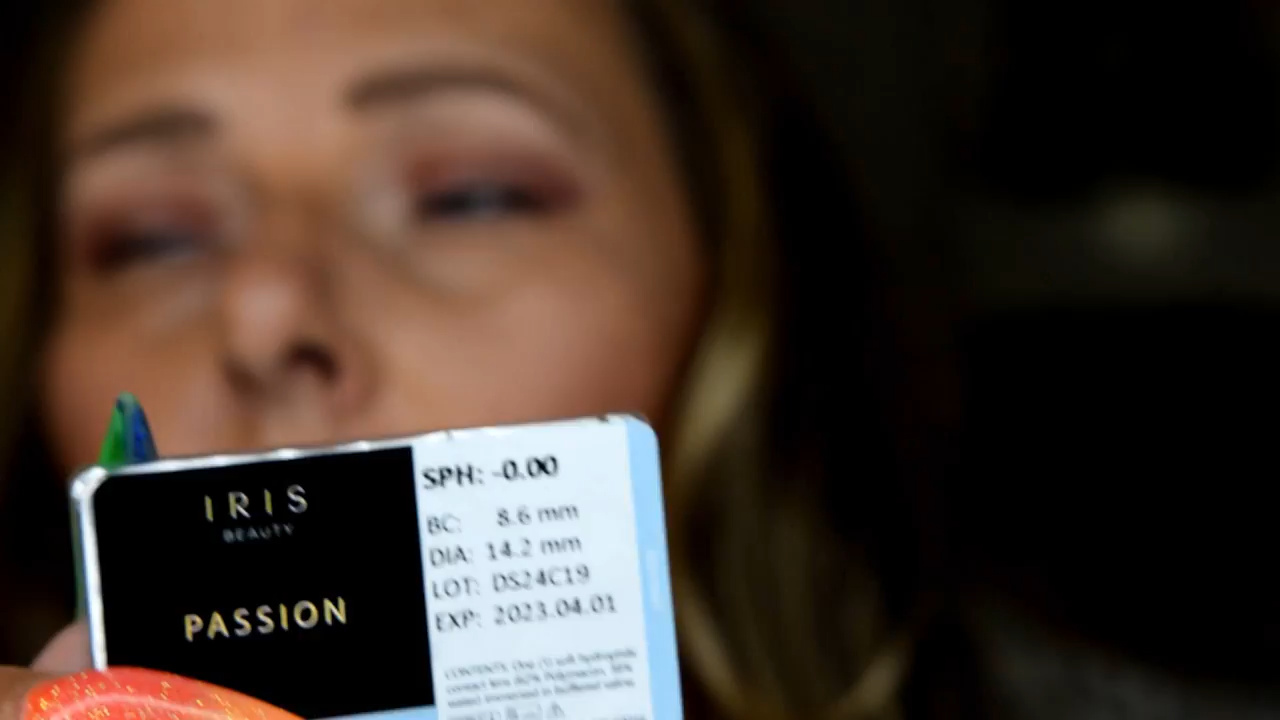 IRIS
BEAUTY
PASSION
SPH: -0.00
BC: 8.6 mm
DIA: 14.2 mm
LOT: DS24C19
EXP: 2023.04.01
CONTENTS: One (1) soft hydrophilic
contact lens